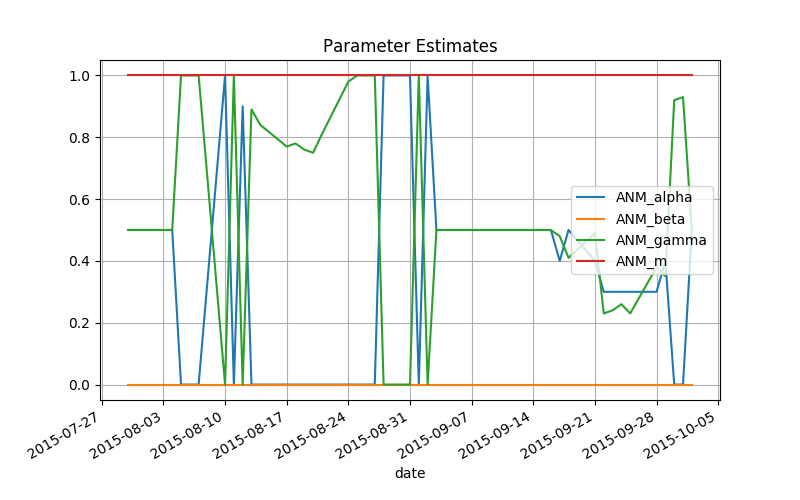 Parameter Estimates
1.0
0.8
0.6
0.4
0.2
0.0
ANM_alpha
ANM_beta
ANM_gamma
ANM_m
2015-07-27
2015-08-03
2015-08-10
2015-08-17
2015-08-24
2015-08-31
2015-09-07
2015-09-14
2015-09-21
2015-09-28
2015-10-05
date